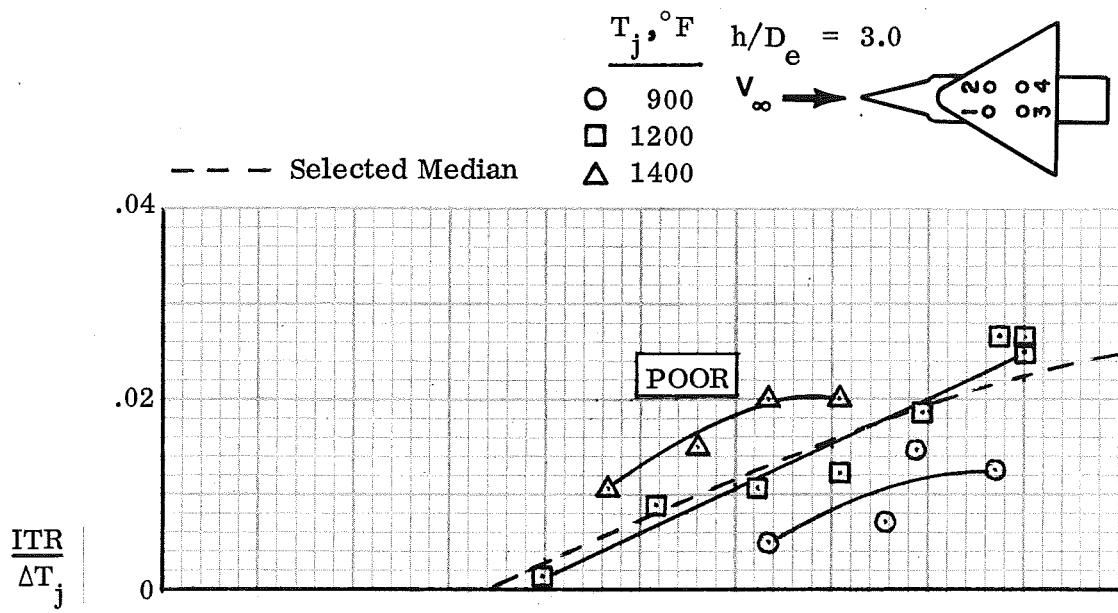 T_j, °F h/D_e = 3.0
900
1200
1400
V_∞
2 4
1 3
Selected Median
.04
POOR
.02
ITR
ΔT_j
0